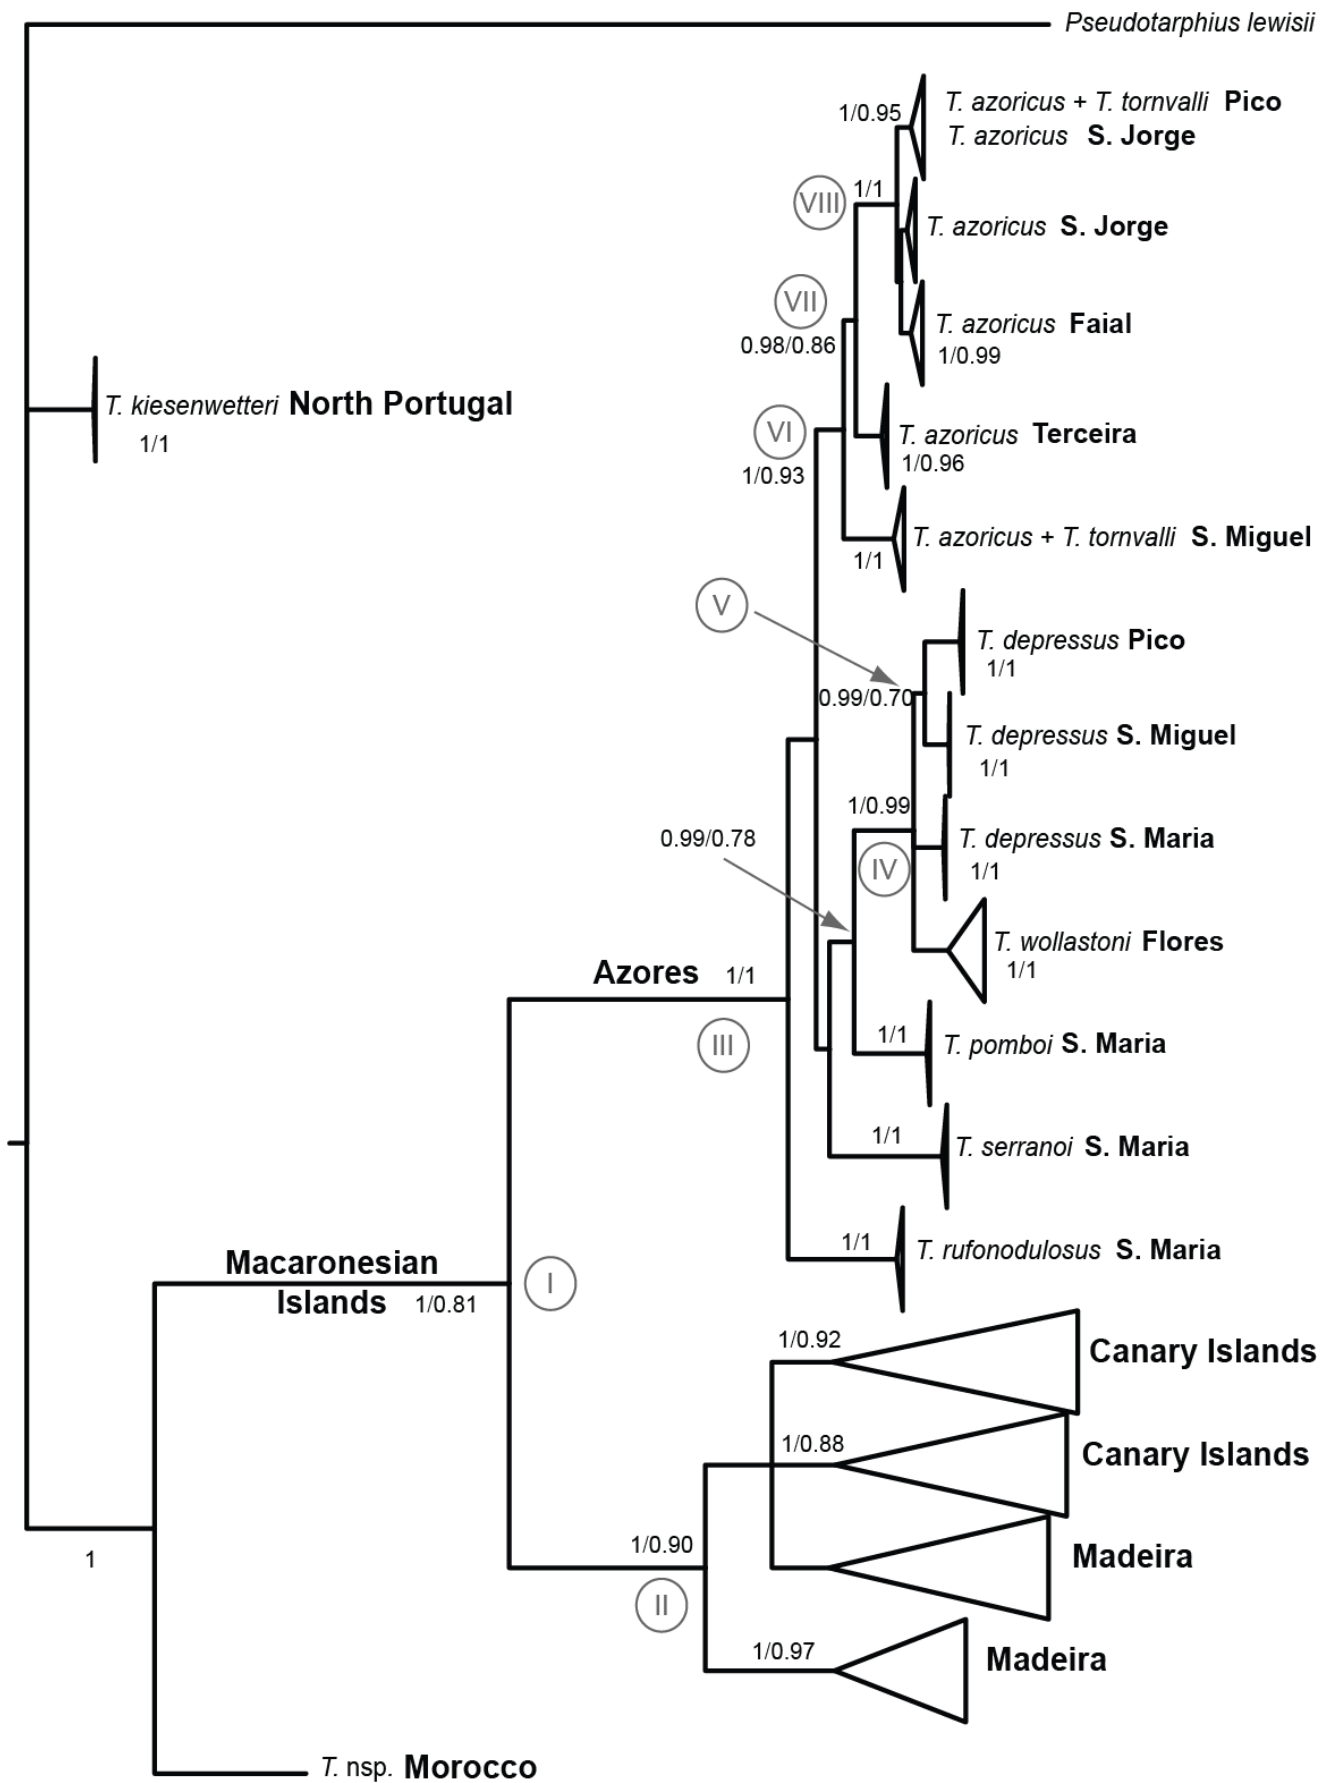 Pseudotarphius lewisii
T. azoricus + T. tornvalli Pico
1/0.95
T. azoricus S. Jorge
1/1
VIII
T. azoricus S. Jorge
VII
T. azoricus Faial
0.98/0.86
1/0.99
T. kiesenwetteri North Portugal
1/1
VI
T. azoricus Terceira
1/0.96
1/0.93
T. azoricus + T. tornvalli S. Miguel
1/1
V
T. depressus Pico
1/1
0.99/0.70
T. depressus S. Miguel
1/1
1/0.99
0.99/0.78
T. depressus S. Maria
IV
1/1
T. wollastoni Flores
1/1
Azores 1/1
III
1/1
T. pomboi S. Maria
1/1
T. serranoi S. Maria
1/1
T. rufonodulosus S. Maria
Macaronesian
Islands 1/0.81
I
1/0.92
Canary Islands
1/0.88
Canary Islands
1/0.90
Madeira
1
II
1/0.97
Madeira
T. nsp. Morocco